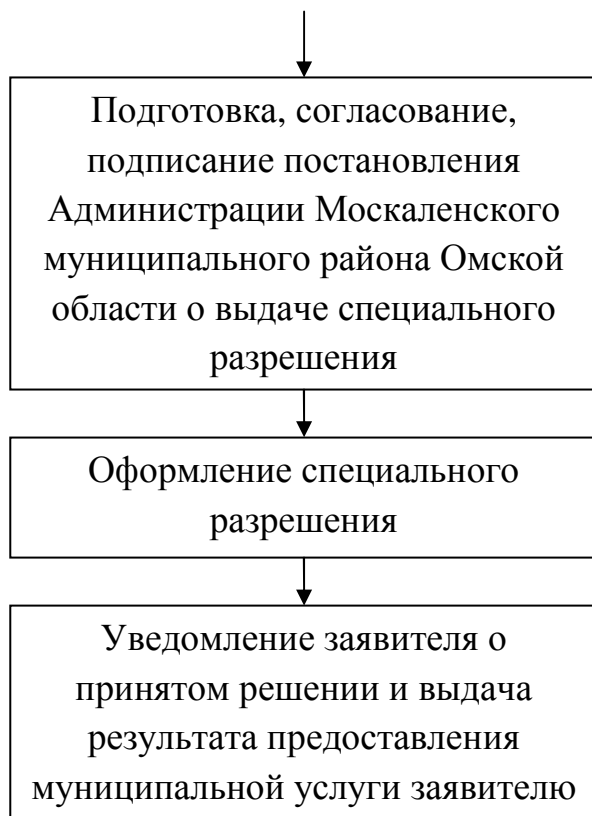 Подготовка, согласование,
подписание постановления
Администрации Москаленского
муниципального района Омской
области о выдаче специального
разрешения
Оформление специального
разрешения
Уведомление заявителя о
принятом решении и выдача
результата предоставления
муниципальной услуги заявителю